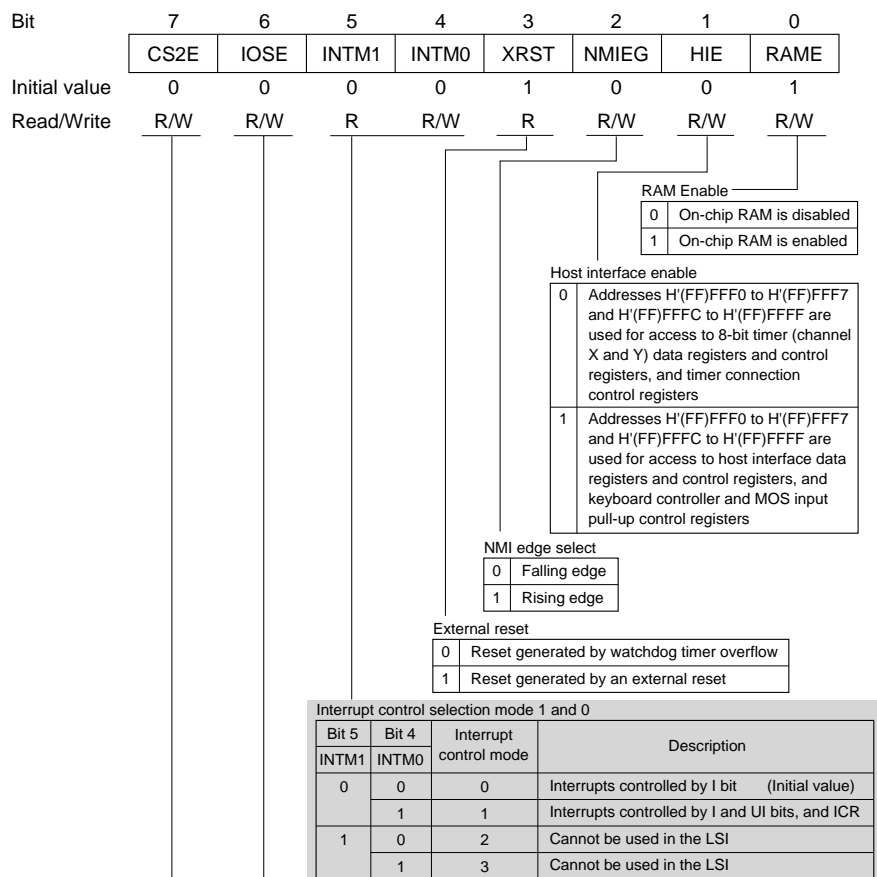 Bit 7 6 5 4 3 2 1 0
CS2E IOSE INTM1 INTM0 XRST NMIEG HIE RAME
Initial value 0 0 0 0 1 0 0 1
Read/Write R/W R/W R R/W R R/W R/W R/W
RAM Enable
0 On-chip RAM is disabled
1 On-chip RAM is enabled
Host interface enable
0 Addresses H'(FF)FFF0 to H'(FF)FFF7
and H'(FF)FFFC to H'(FF)FFFF are
used for access to 8-bit timer (channel
X and Y) data registers and control
registers, and timer connection
control registers
1 Addresses H'(FF)FFF0 to H'(FF)FFF7
and H'(FF)FFFC to H'(FF)FFFF are
used for access to host interface data
registers and control registers, and
keyboard controller and MOS input
pull-up control registers
NMI edge select
0 Falling edge
1 Rising edge
External reset
0 Reset generated by watchdog timer overflow
1 Reset generated by an external reset
Interrupt control selection mode 1 and 0
Bit 5 Bit 4 Interrupt
control mode Description
INTM1 INTM0
0 0 0 Interrupts controlled by I bit (Initial value)
1 1 Interrupts controlled by I and UI bits, and ICR
1 0 2 Cannot be used in the LSI
1 3 Cannot be used in the LSI